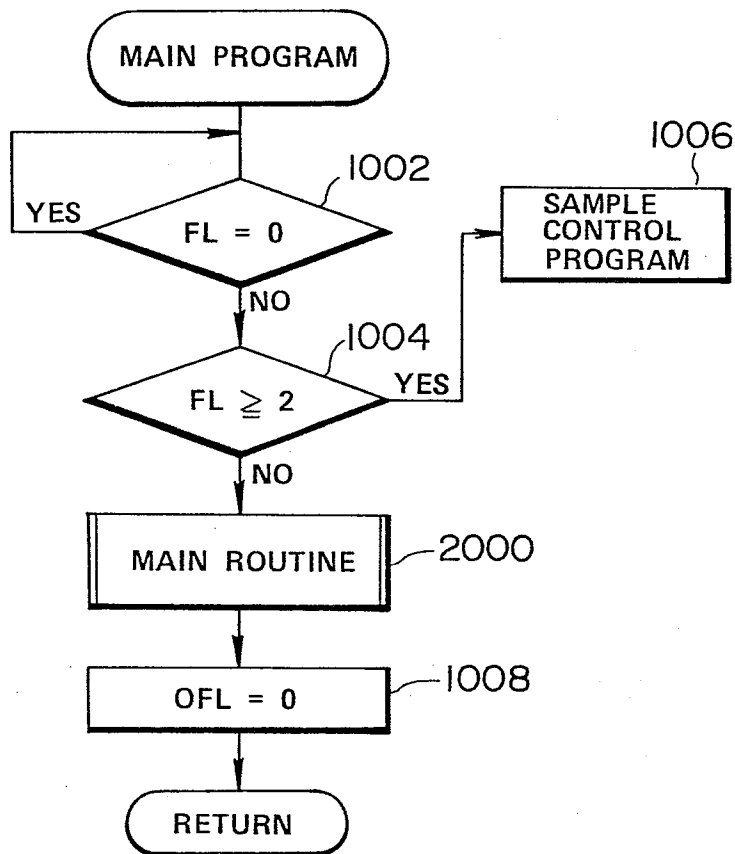 MAIN PROGRAM
1002
YES
FL = 0
NO
1006
SAMPLE
CONTROL
PROGRAM
1004
YES
FL ≧ 2
NO
MAIN ROUTINE
2000
OFL = 0
1008
RETURN